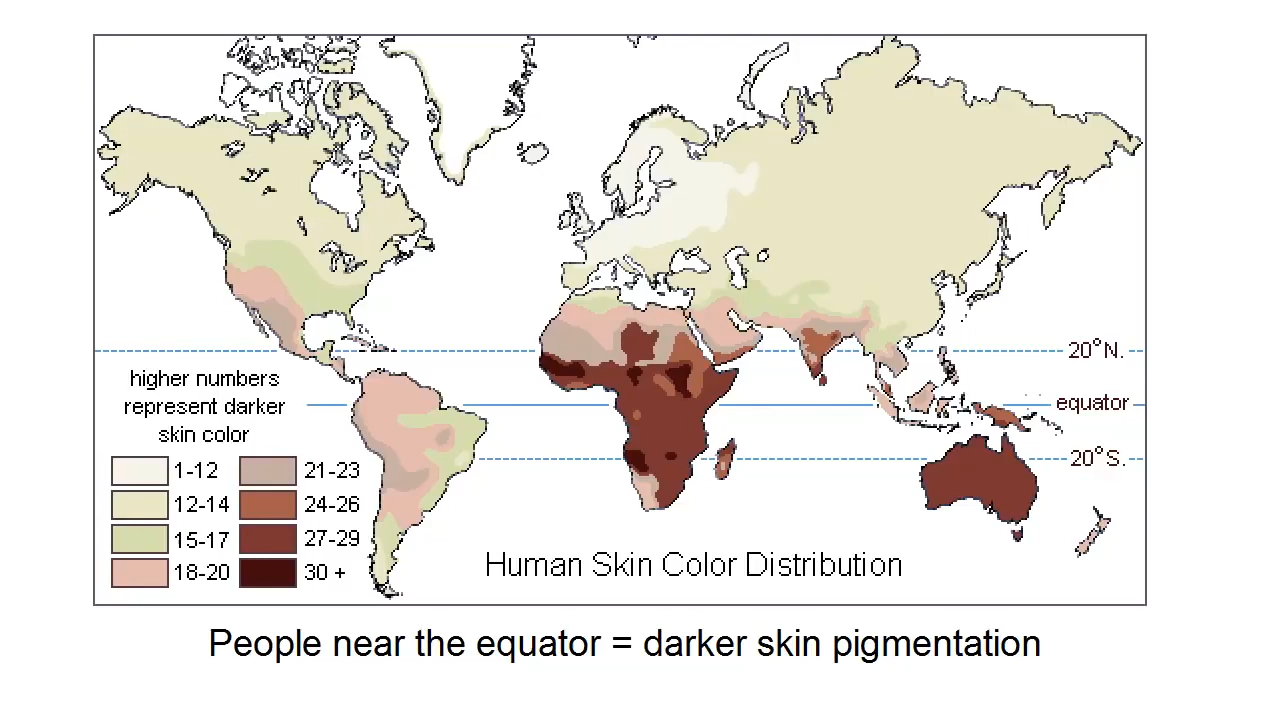 20°N.
higher numbers
represent darker
skin color
equator
20°S.
1-12
21-23
12-14
24-26
15-17
27-29
18-20
30 +
Human Skin Color Distribution
People near the equator = darker skin pigmentation